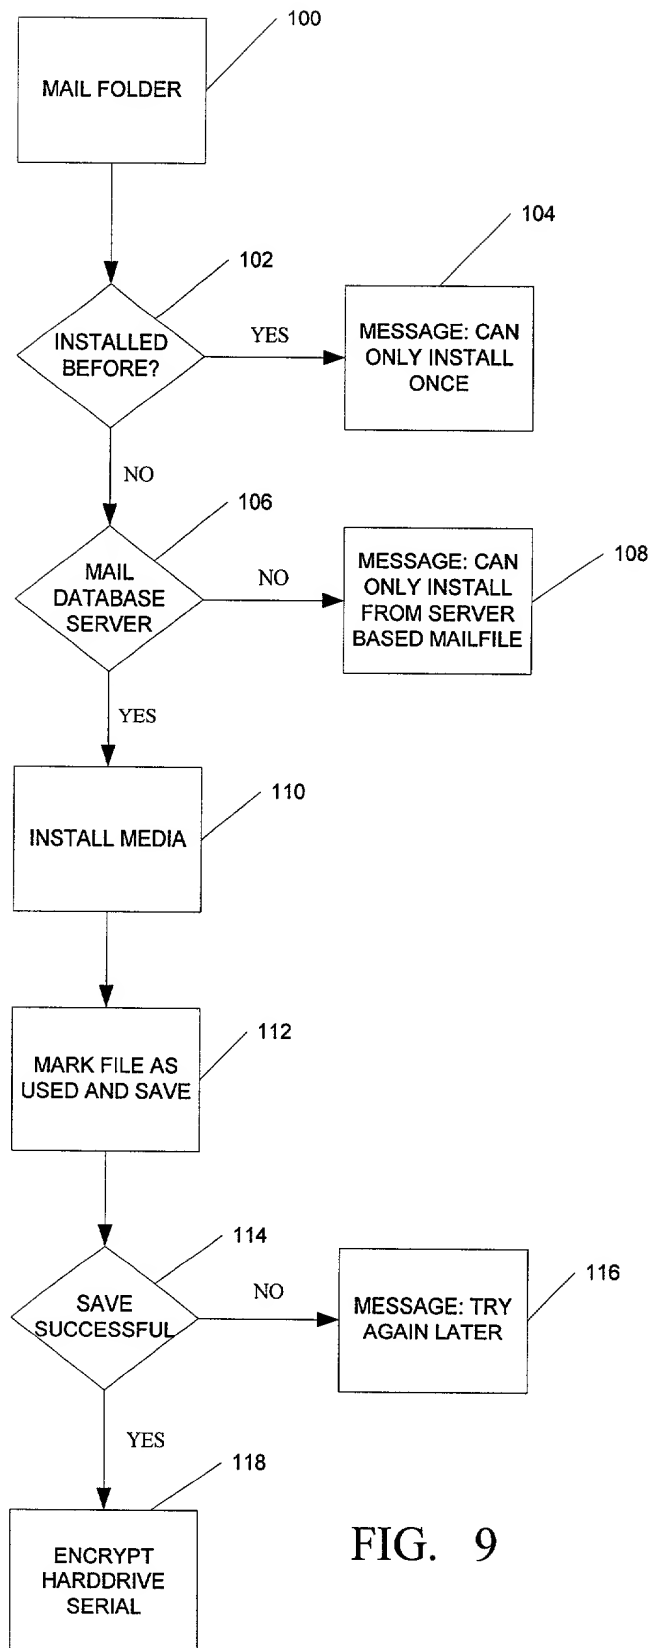 100
MAIL FOLDER
104
102
INSTALLED
BEFORE?
YES
MESSAGE: CAN
ONLY INSTALL
ONCE
NO
106
MAIL
DATABASE
SERVER
NO
MESSAGE: CAN
ONLY INSTALL
FROM SERVER
BASED MAILFILE
108
YES
110
INSTALL MEDIA
112
MARK FILE AS
USED AND SAVE
114
SAVE
SUCCESSFUL
NO
MESSAGE: TRY
AGAIN LATER
116
YES
118
ENCRYPT
HARDDRIVE
SERIAL
FIG. 9